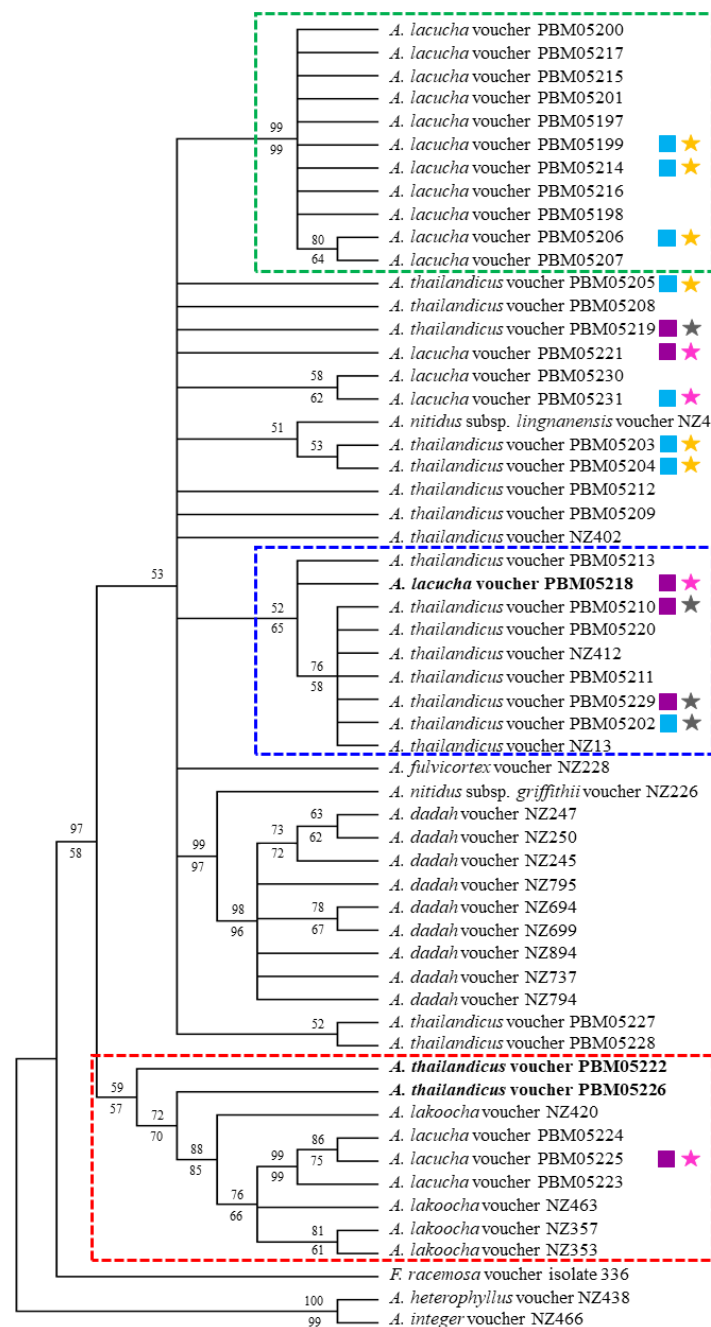 A. lacucha voucher PBM05200
A. lacucha voucher PBM05217
A. lacucha voucher PBM05215
A. lacucha voucher PBM05201
A. lacucha voucher PBM05197
99
99
A. lacucha voucher PBM05199
A. lacucha voucher PBM05214
A. lacucha voucher PBM05216
A. lacucha voucher PBM05198
80
64
A. lacucha voucher PBM05206
A. lacucha voucher PBM05207
A. thailandicus voucher PBM05205
A. thailandicus voucher PBM05208
A. thailandicus voucher PBM05219
A. lacucha voucher PBM05221
58
62
A. lacucha voucher PBM05230
A. lacucha voucher PBM05231
51
A. nitidus subsp. lingnanensis voucher NZ4
53
A. thailandicus voucher PBM05203
A. thailandicus voucher PBM05204
A. thailandicus voucher PBM05212
A. thailandicus voucher PBM05209
A. thailandicus voucher NZ402
53
A. thailandicus voucher PBM05213
52
65
A. lacucha voucher PBM05218
A. thailandicus voucher PBM05210
A. thailandicus voucher PBM05220
A. thailandicus voucher NZ412
76
58
A. thailandicus voucher PBM05211
A. thailandicus voucher PBM05229
A. thailandicus voucher PBM05202
A. thailandicus voucher NZ13
A. fulvicortex voucher NZ228
97
58
99
97
A. nitidus subsp. griffithii voucher NZ226
63
62
A. dadah voucher NZ247
A. dadah voucher NZ250
73
72
A. dadah voucher NZ245
A. dadah voucher NZ795
98
96
78
67
A. dadah voucher NZ694
A. dadah voucher NZ699
A. dadah voucher NZ894
A. dadah voucher NZ737
A. dadah voucher NZ794
52
A. thailandicus voucher PBM05227
A. thailandicus voucher PBM05228
59
57
A. thailandicus voucher PBM05222
72
70
A. thailandicus voucher PBM05226
88
85
A. lakoocha voucher NZ420
86
75
A. lacucha voucher PBM05224
A. lacucha voucher PBM05225
99
99
A. lacucha voucher PBM05223
76
66
A. lakoocha voucher NZ463
81
61
A. lakoocha voucher NZ357
A. lakoocha voucher NZ353
F. racemosa voucher isolate 336
100
99
A. heterophyllus voucher NZ438
A. integer voucher NZ466